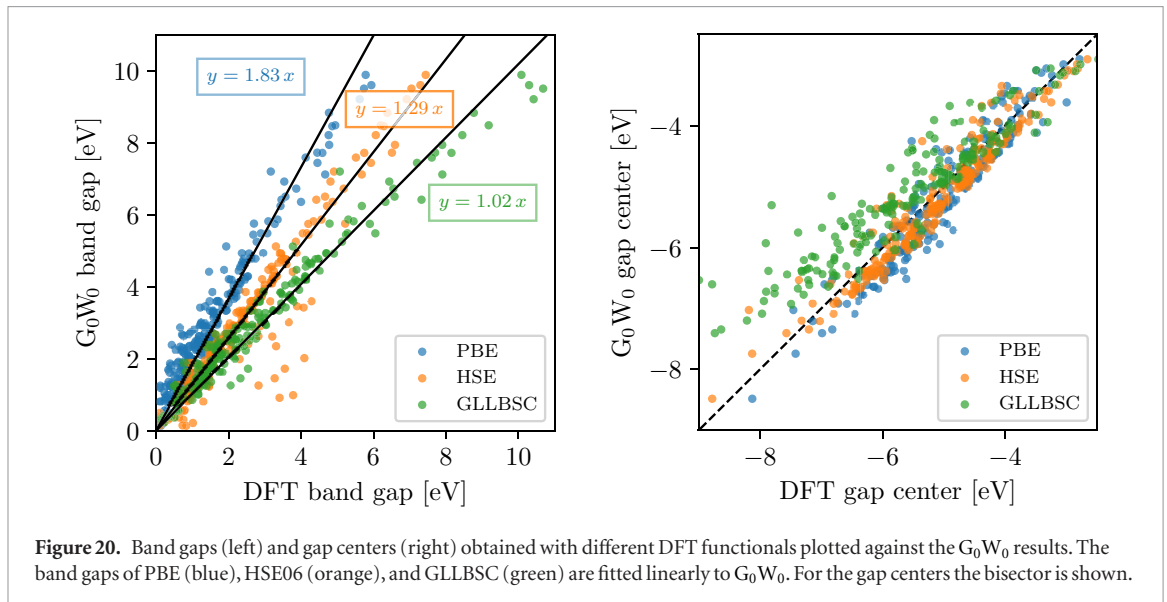 10
8
6
4
2
0
G₀W₀ band gap [eV]
y = 1.83 x
y = 1.29 x
y = 1.02 x
PBE
HSE
GLLBSC
0 2 4 6 8 10
DFT band gap [eV]
−4
−6
−8
G₀W₀ gap center [eV]
PBE
HSE
GLLBSC
−8 −6 −4
DFT gap center [eV]
Figure 20. Band gaps (left) and gap centers (right) obtained with different DFT functionals plotted against the G₀W₀ results. The
band gaps of PBE (blue), HSE06 (orange), and GLLBSC (green) are fitted linearly to G₀W₀. For the gap centers the bisector is shown.